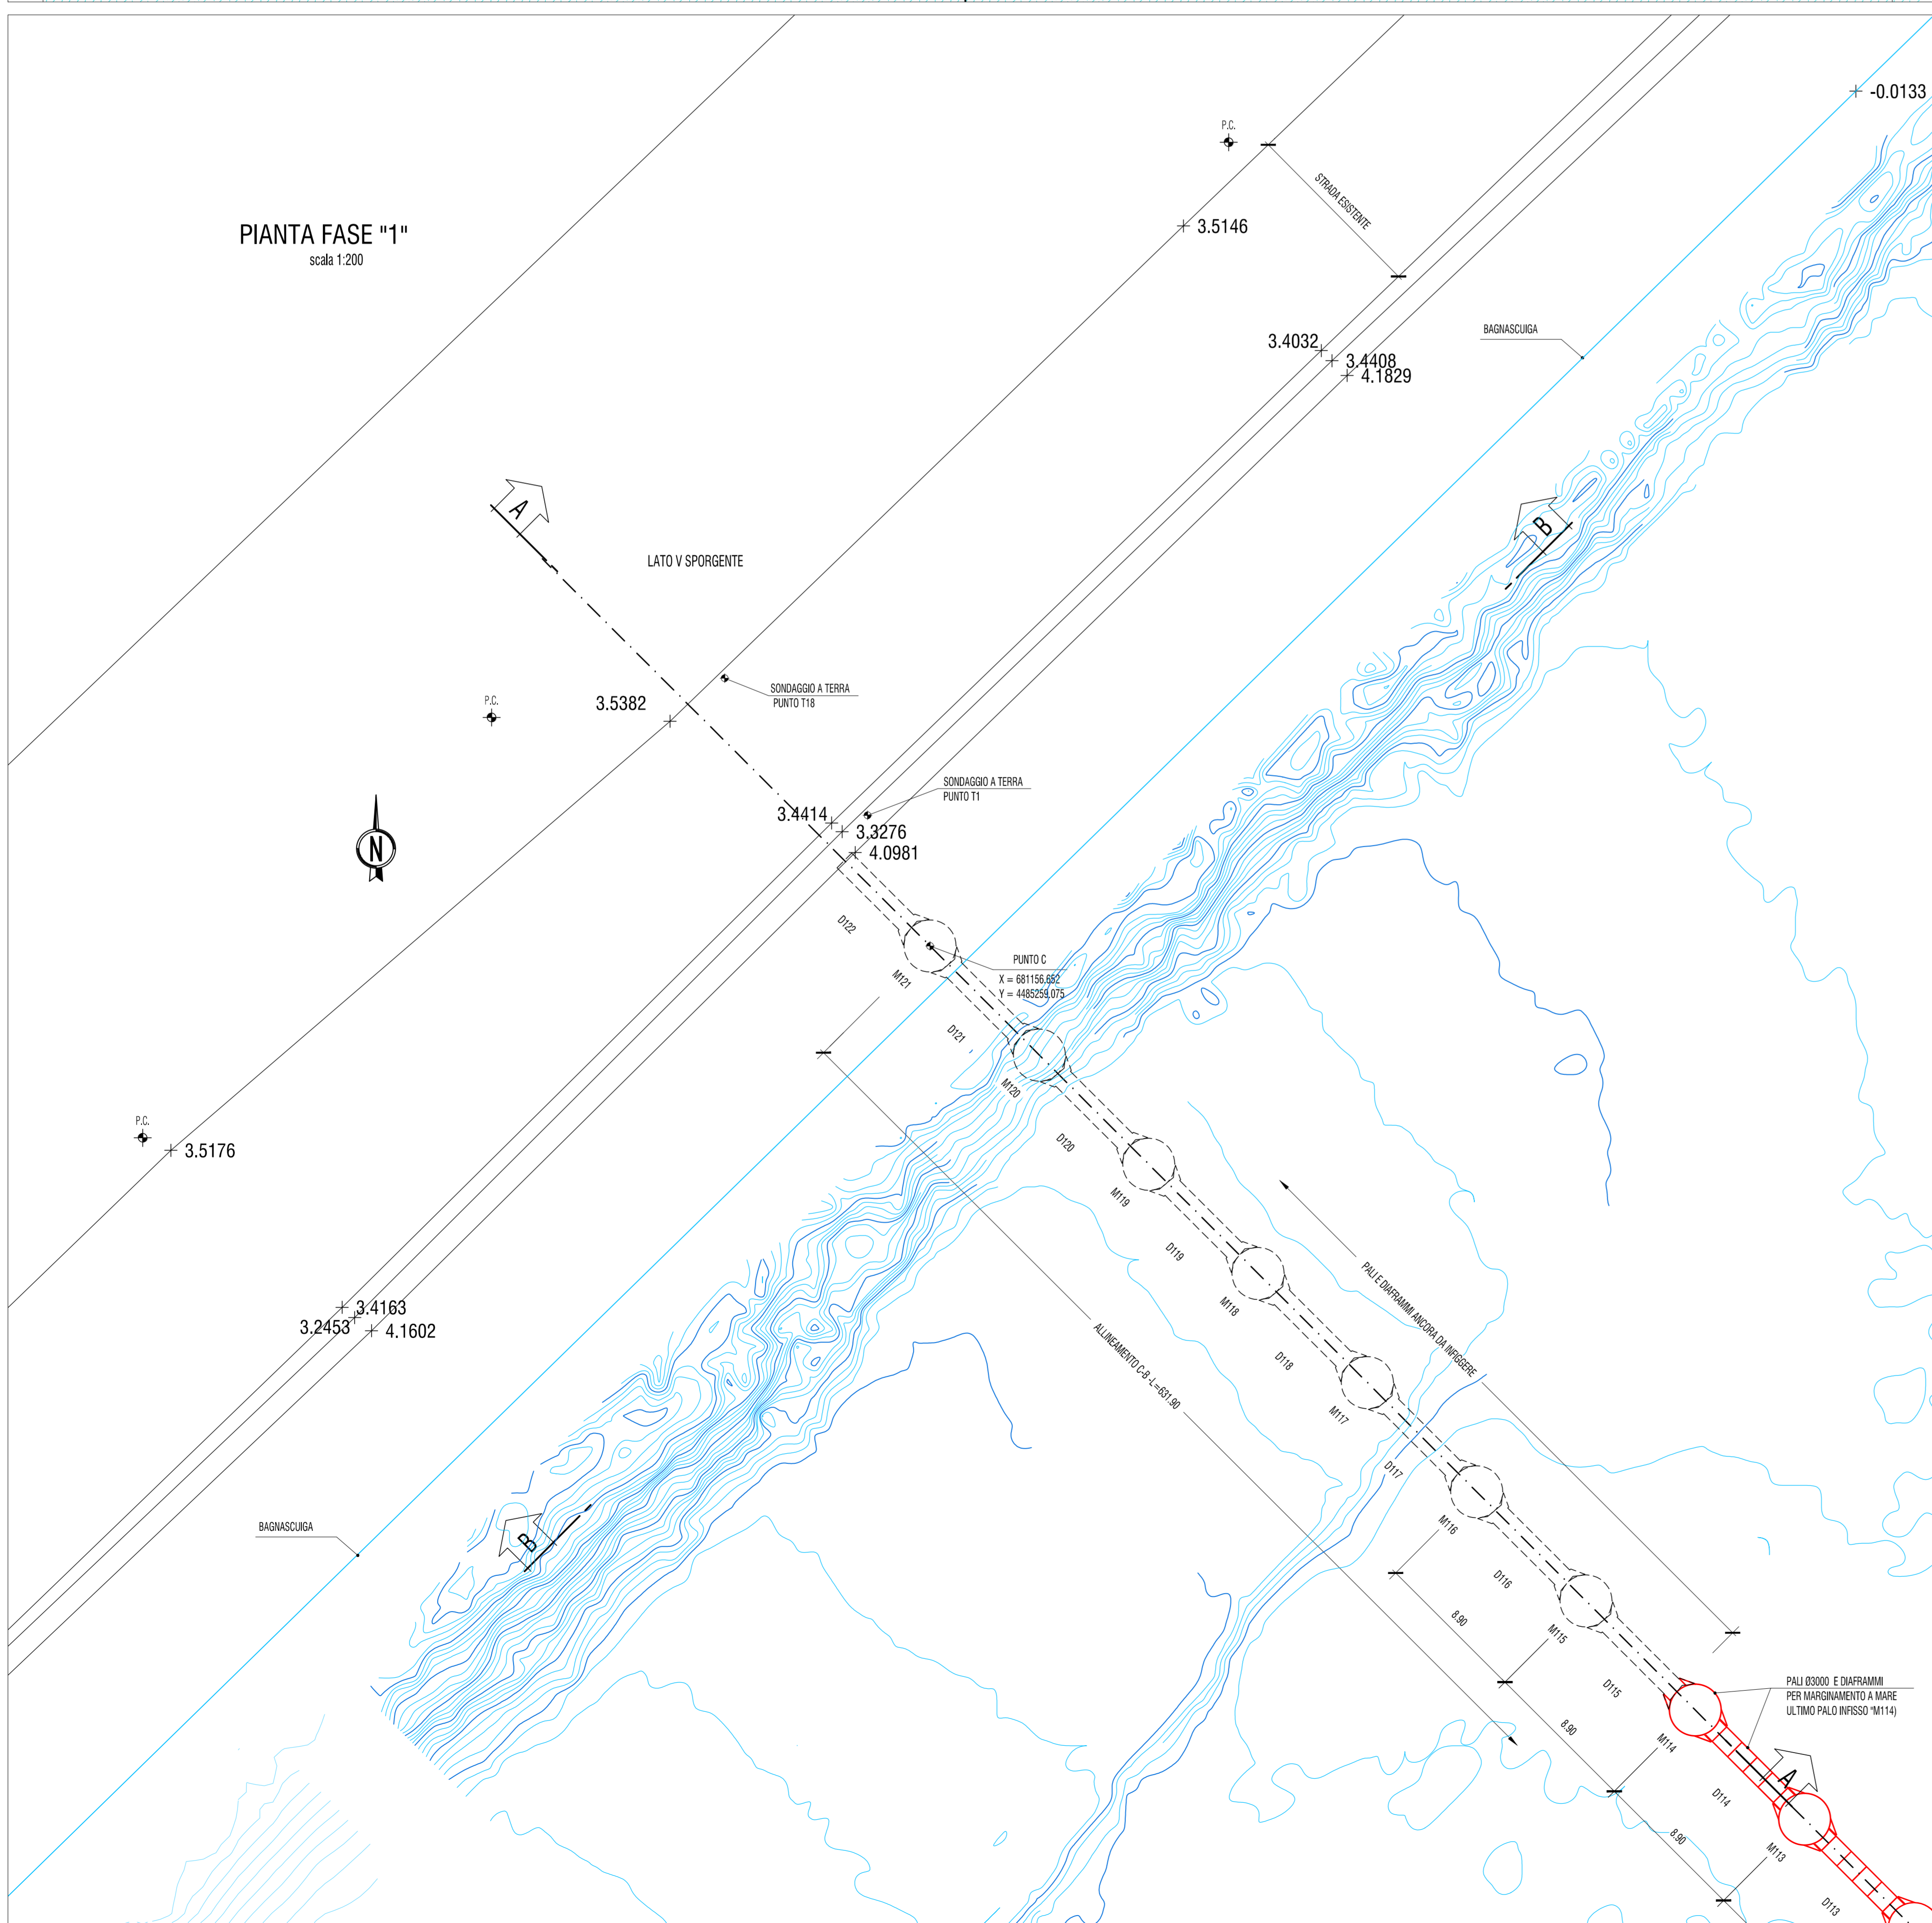 -0.0133
P.C.
STRADA ESISTENTE
3.5146
PIANTA FASE "1"
scala 1:200
BAGNASCUIGA
3.4032
3.4408
4.1829
A
B
LATO V SPORGENTE
SONDAGGIO A TERRA
PUNTO T18
3.5382
P.C.
SONDAGGIO A TERRA
PUNTO T1
3.4414
3.3276
4.0981
N
D122
PUNTO C
X = 681156,652
Y = 4485259,075
M121
D121
M120
P.C.
3.5176
D120
M119
D119
PALI E DIAFRAMMI ANCORA DA INFIGGERE
M118
3.4163
3.2453
4.1602
ALLINEAMENTO C-B -L=631.90
D118
M117
D117
BAGNASCUIGA
B
M116
D116
8.90
M115
D115
PALI Ø3000 E DIAFRAMMI
PER MARGINAMENTO A MARE
ULTIMO PALO INFISSO "M114)
8.90
M114
A
D114
8.90
M113
D113